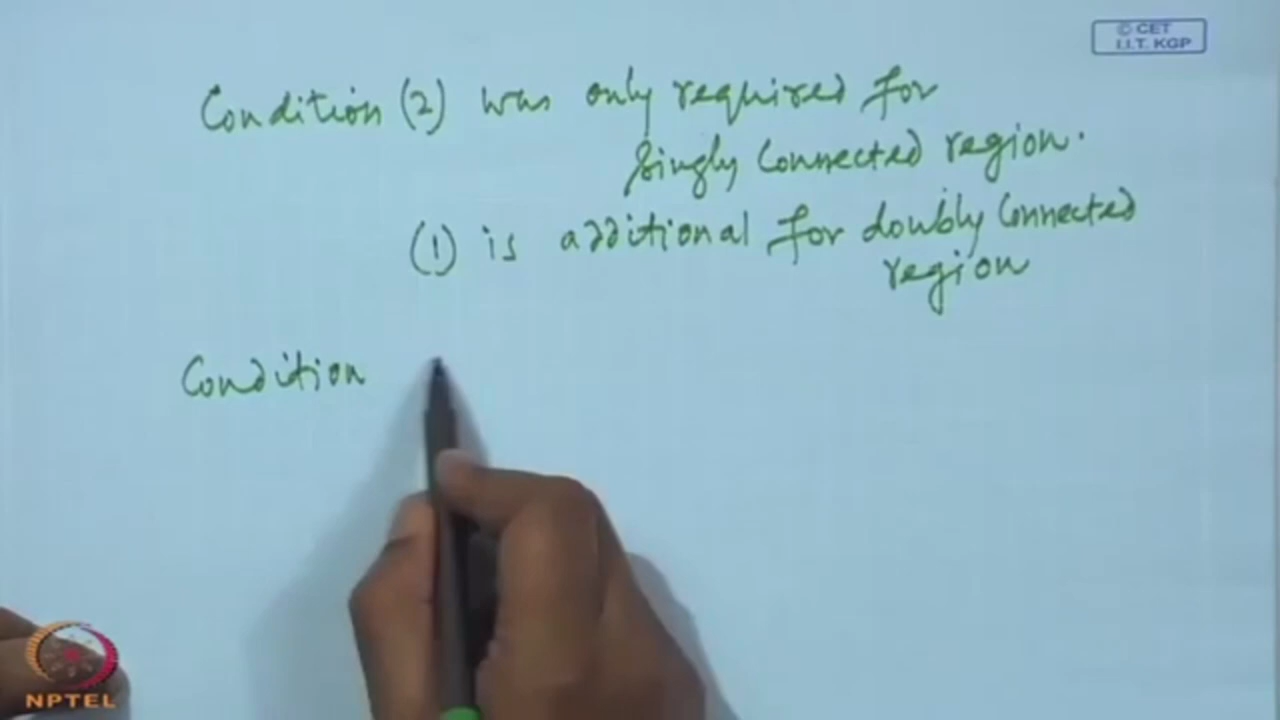 © CET
I.I.T. KGP
Condition (2) was only required for
singly connected region.
(1) is additional for doubly connected
region
Condition
NPTEL